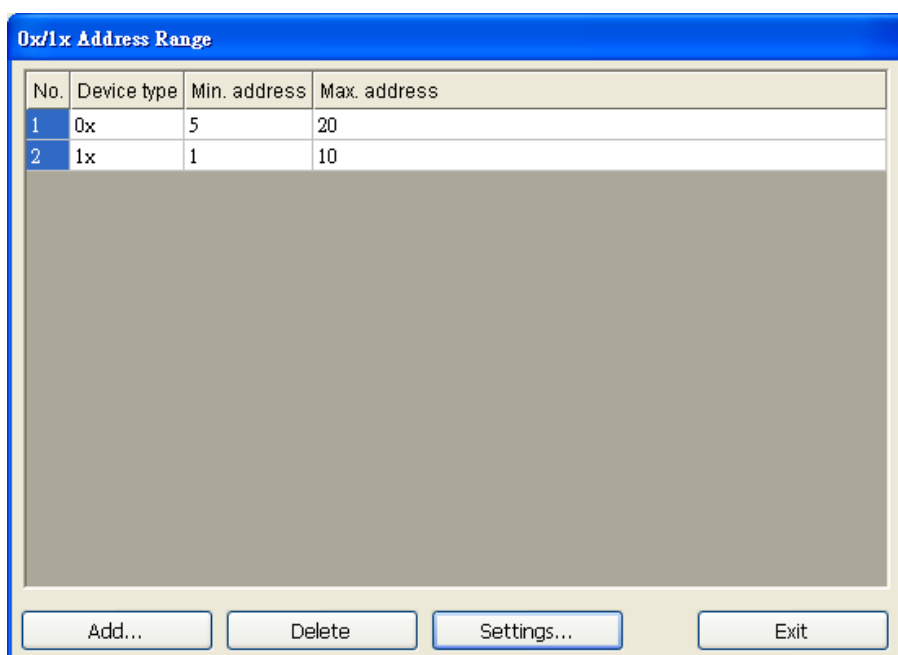 0x/1x Address Range
No. Device type Min. address Max. address
1 0x 5 20
2 1x 1 10
Add... Delete Settings... Exit